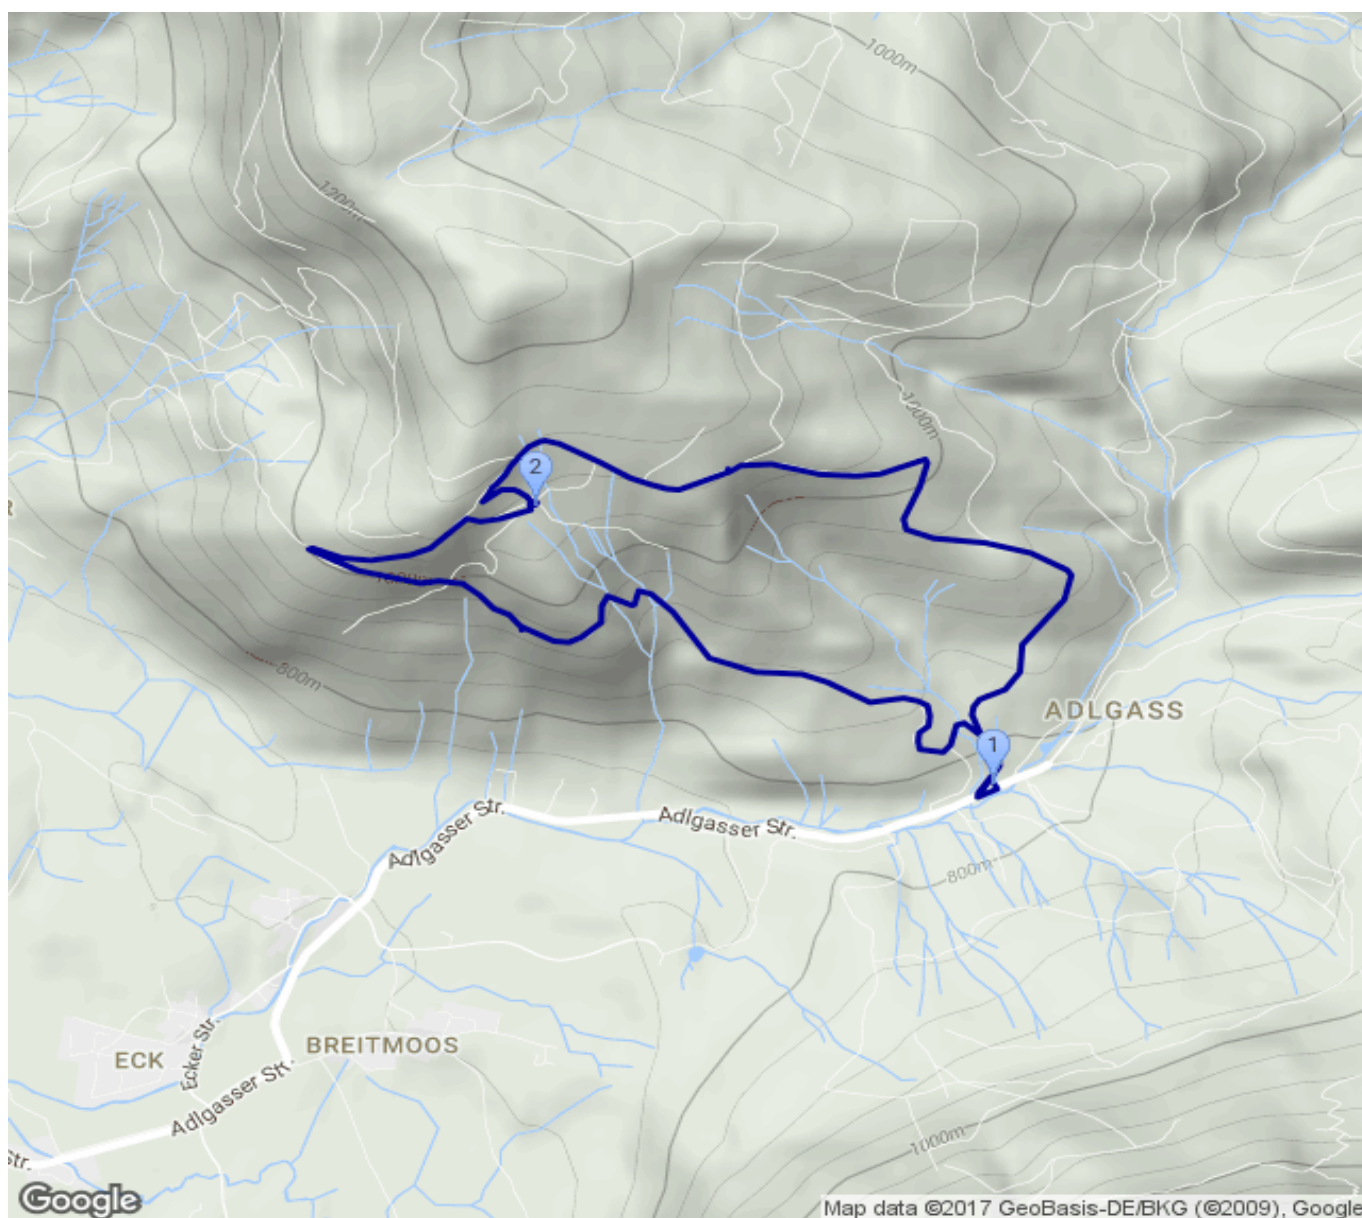 1000m
1200m
1000m
2
800m
ADLGASS
1
Adlgasser Str.
Adlgasser Str.
800m
ECK
Ecker Str.
BREITMOOS
Adlgasser Str.
1000m
Str.
Google
Map data ©2017 GeoBasis-DE/BKG (©2009), Google